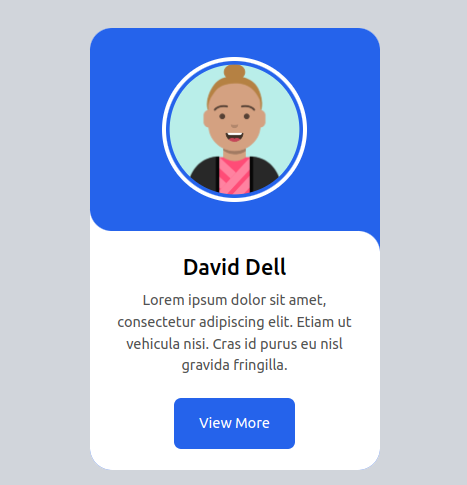 David Dell
Lorem ipsum dolor sit amet,
consectetur adipiscing elit. Etiam ut
vehicula nisi. Cras id purus eu nisl
gravida fringilla.
View More